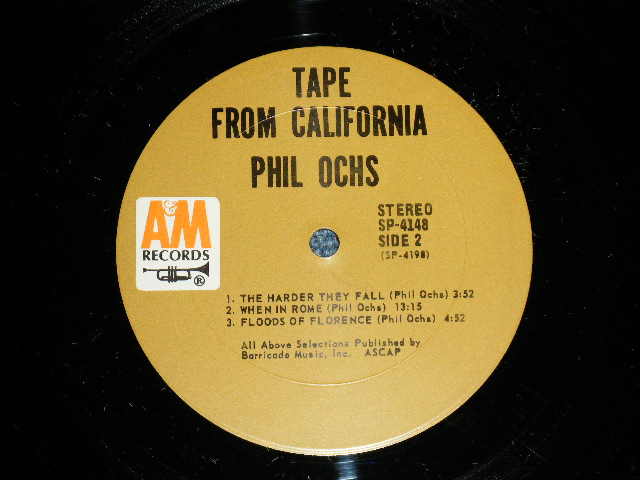 TAPE
FROM CALIFORNIA
PHIL OCHS
A&M
RECORDS
®
STEREO
SP-4148
SIDE 2
(SP-4198)
1. THE HARDER THEY FALL (Phil Ochs) 3:52
2. WHEN IN ROME (Phil Ochs) 13:15
3. FLOODS OF FLORENCE (Phil Ochs) 4:52
All Above Selections Published by
Barricade Music, Inc. ASCAP